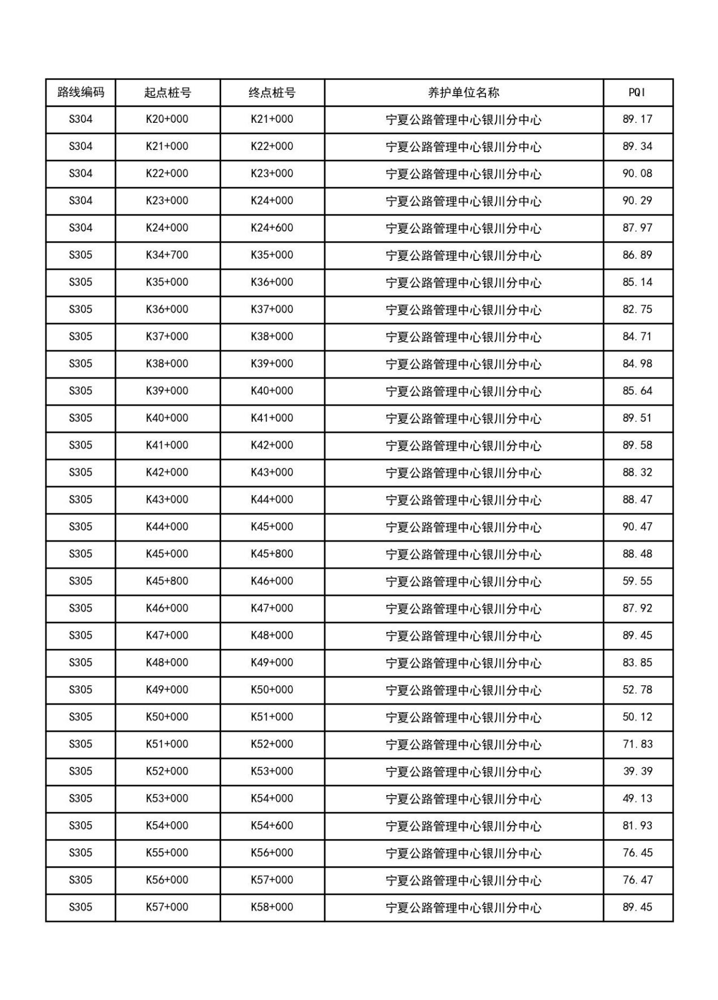 路线编码 起点桩号 终点桩号 养护单位名称 PQI
S304 K20+000 K21+000 宁夏公路管理中心银川分中心 89.17
S304 K21+000 K22+000 宁夏公路管理中心银川分中心 89.34
S304 K22+000 K23+000 宁夏公路管理中心银川分中心 90.08
S304 K23+000 K24+000 宁夏公路管理中心银川分中心 90.29
S304 K24+000 K24+600 宁夏公路管理中心银川分中心 87.97
S305 K34+700 K35+000 宁夏公路管理中心银川分中心 86.89
S305 K35+000 K36+000 宁夏公路管理中心银川分中心 85.14
S305 K36+000 K37+000 宁夏公路管理中心银川分中心 82.75
S305 K37+000 K38+000 宁夏公路管理中心银川分中心 84.71
S305 K38+000 K39+000 宁夏公路管理中心银川分中心 84.98
S305 K39+000 K40+000 宁夏公路管理中心银川分中心 85.64
S305 K40+000 K41+000 宁夏公路管理中心银川分中心 89.51
S305 K41+000 K42+000 宁夏公路管理中心银川分中心 89.58
S305 K42+000 K43+000 宁夏公路管理中心银川分中心 88.32
S305 K43+000 K44+000 宁夏公路管理中心银川分中心 88.47
S305 K44+000 K45+000 宁夏公路管理中心银川分中心 90.47
S305 K45+000 K45+800 宁夏公路管理中心银川分中心 88.48
S305 K45+800 K46+000 宁夏公路管理中心银川分中心 59.55
S305 K46+000 K47+000 宁夏公路管理中心银川分中心 87.92
S305 K47+000 K48+000 宁夏公路管理中心银川分中心 89.45
S305 K48+000 K49+000 宁夏公路管理中心银川分中心 83.85
S305 K49+000 K50+000 宁夏公路管理中心银川分中心 52.78
S305 K50+000 K51+000 宁夏公路管理中心银川分中心 50.12
S305 K51+000 K52+000 宁夏公路管理中心银川分中心 71.83
S305 K52+000 K53+000 宁夏公路管理中心银川分中心 39.39
S305 K53+000 K54+000 宁夏公路管理中心银川分中心 49.13
S305 K54+000 K54+600 宁夏公路管理中心银川分中心 81.93
S305 K55+000 K56+000 宁夏公路管理中心银川分中心 76.45
S305 K56+000 K57+000 宁夏公路管理中心银川分中心 76.47
S305 K57+000 K58+000 宁夏公路管理中心银川分中心 89.45